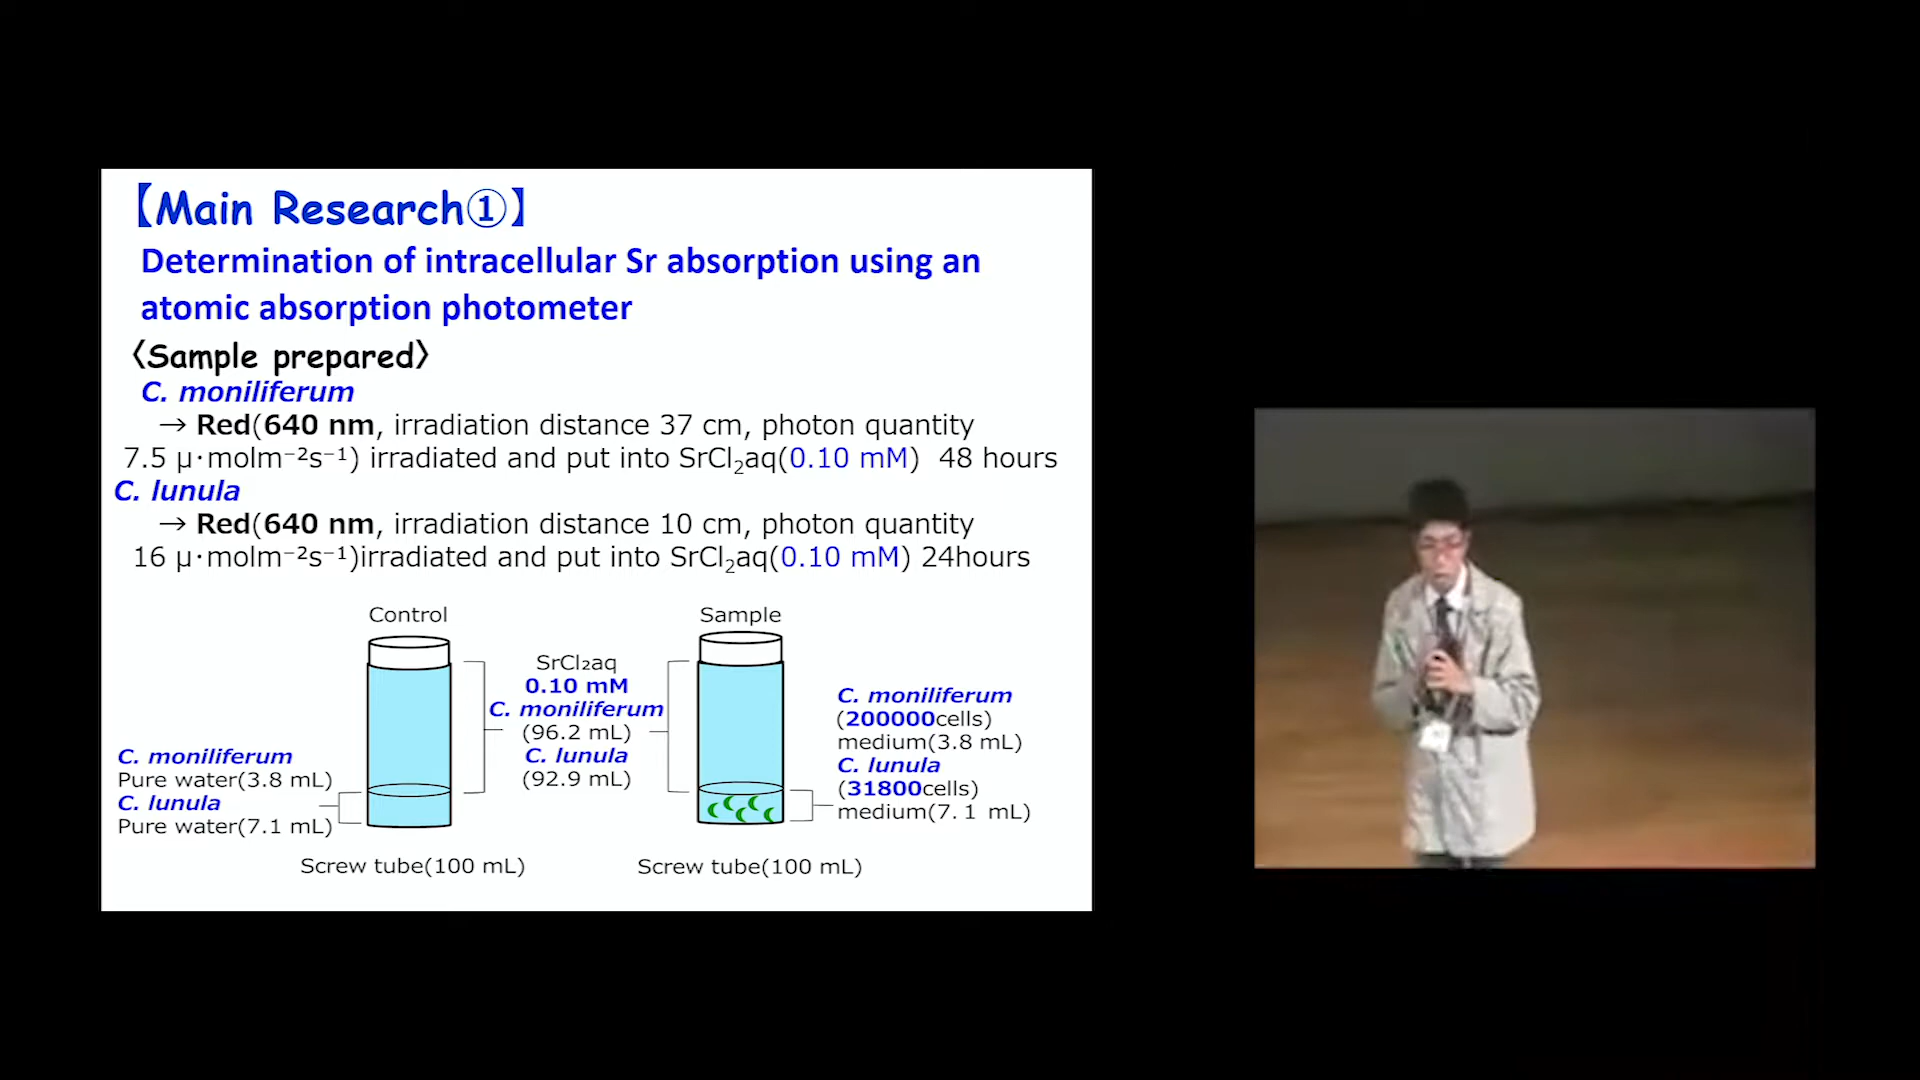 【Main Research①】
Determination of intracellular Sr absorption using an
atomic absorption photometer
〈Sample prepared〉
C. moniliferum
→ Red(640 nm, irradiation distance 37 cm, photon quantity
7.5 μ･molm⁻²s⁻¹) irradiated and put into SrCl₂aq(0.10 mM) 48 hours
C. lunula
→ Red(640 nm, irradiation distance 10 cm, photon quantity
16 μ･molm⁻²s⁻¹)irradiated and put into SrCl₂aq(0.10 mM) 24hours
Control
Sample
SrCl₂aq
0.10 mM
C. moniliferum
(96.2 mL)
C. lunula
(92.9 mL)
C. moniliferum
Pure water(3.8 mL)
C. lunula
Pure water(7.1 mL)
C. moniliferum
(200000cells)
medium(3.8 mL)
C. lunula
(31800cells)
medium(7. 1 mL)
Screw tube(100 mL)
Screw tube(100 mL)